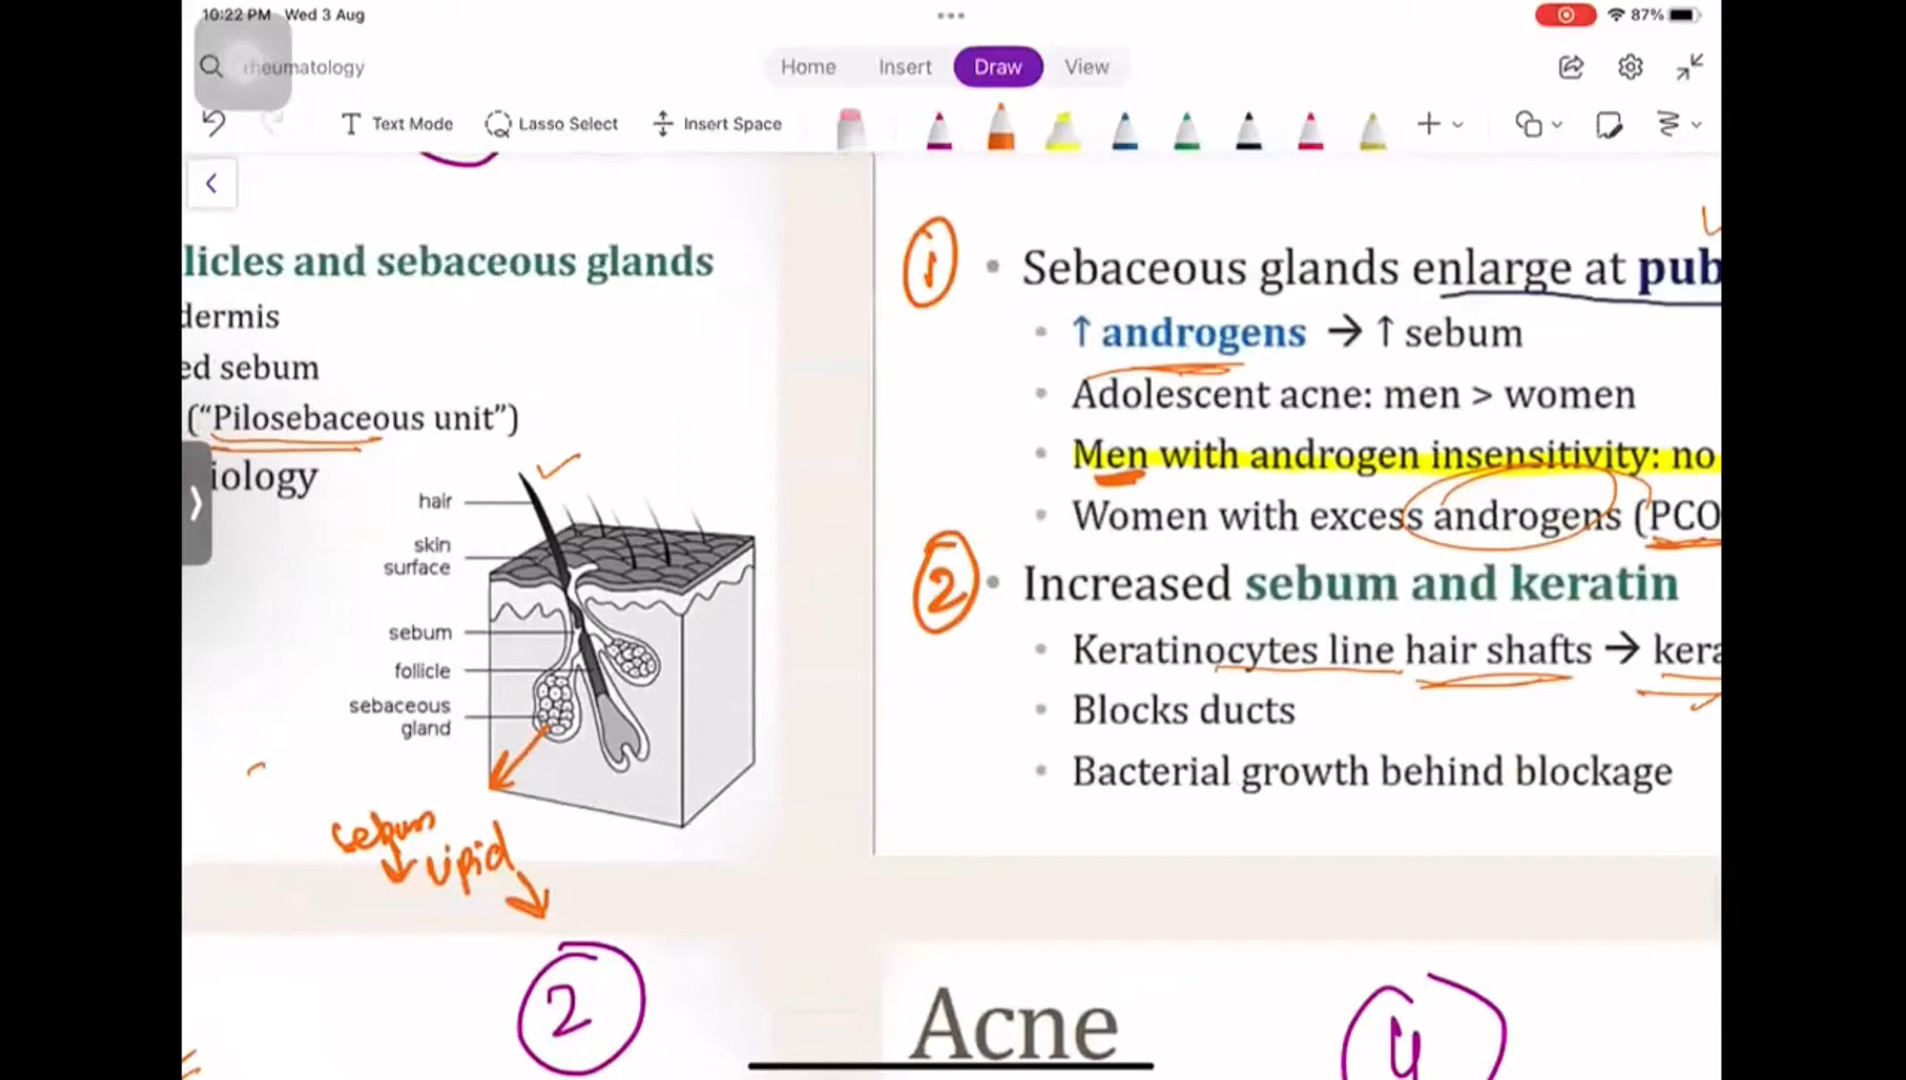 10:22 PM Wed 3 Aug
87%
rheumatology
Home Insert Draw View
Text Mode Lasso Select Insert Space
licles and sebaceous glands
dermis
ed sebum
("Pilosebaceous unit")
iology
hair
skin
surface
sebum
follicle
sebaceous
gland
sebum
lipid
2
1
• Sebaceous glands enlarge at pub
• ↑ androgens → ↑ sebum
• Adolescent acne: men > women
• Men with androgen insensitivity: no
• Women with excess androgens (PCO
2
• Increased sebum and keratin
• Keratinocytes line hair shafts → kera
• Blocks ducts
• Bacterial growth behind blockage
Acne
4